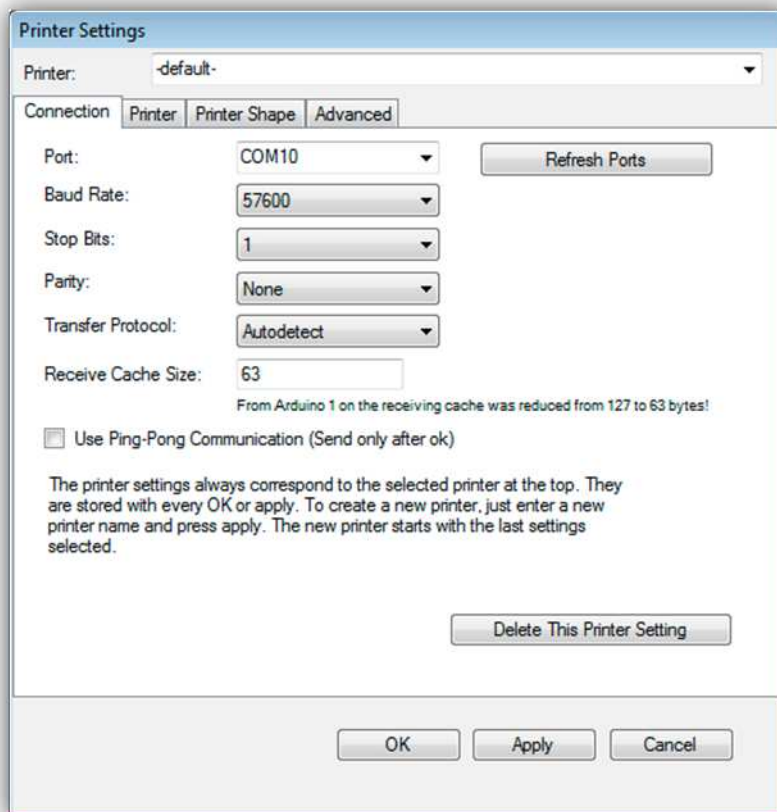 Printer Settings
Printer: -default-
Connection Printer Printer Shape Advanced
Port: COM10 Refresh Ports
Baud Rate: 57600
Stop Bits: 1
Parity: None
Transfer Protocol: Autodetect
Receive Cache Size: 63
From Arduino 1 on the receiving cache was reduced from 127 to 63 bytes!
Use Ping-Pong Communication (Send only after ok)
The printer settings always correspond to the selected printer at the top. They
are stored with every OK or apply. To create a new printer, just enter a new
printer name and press apply. The new printer starts with the last settings
selected.
Delete This Printer Setting
OK Apply Cancel